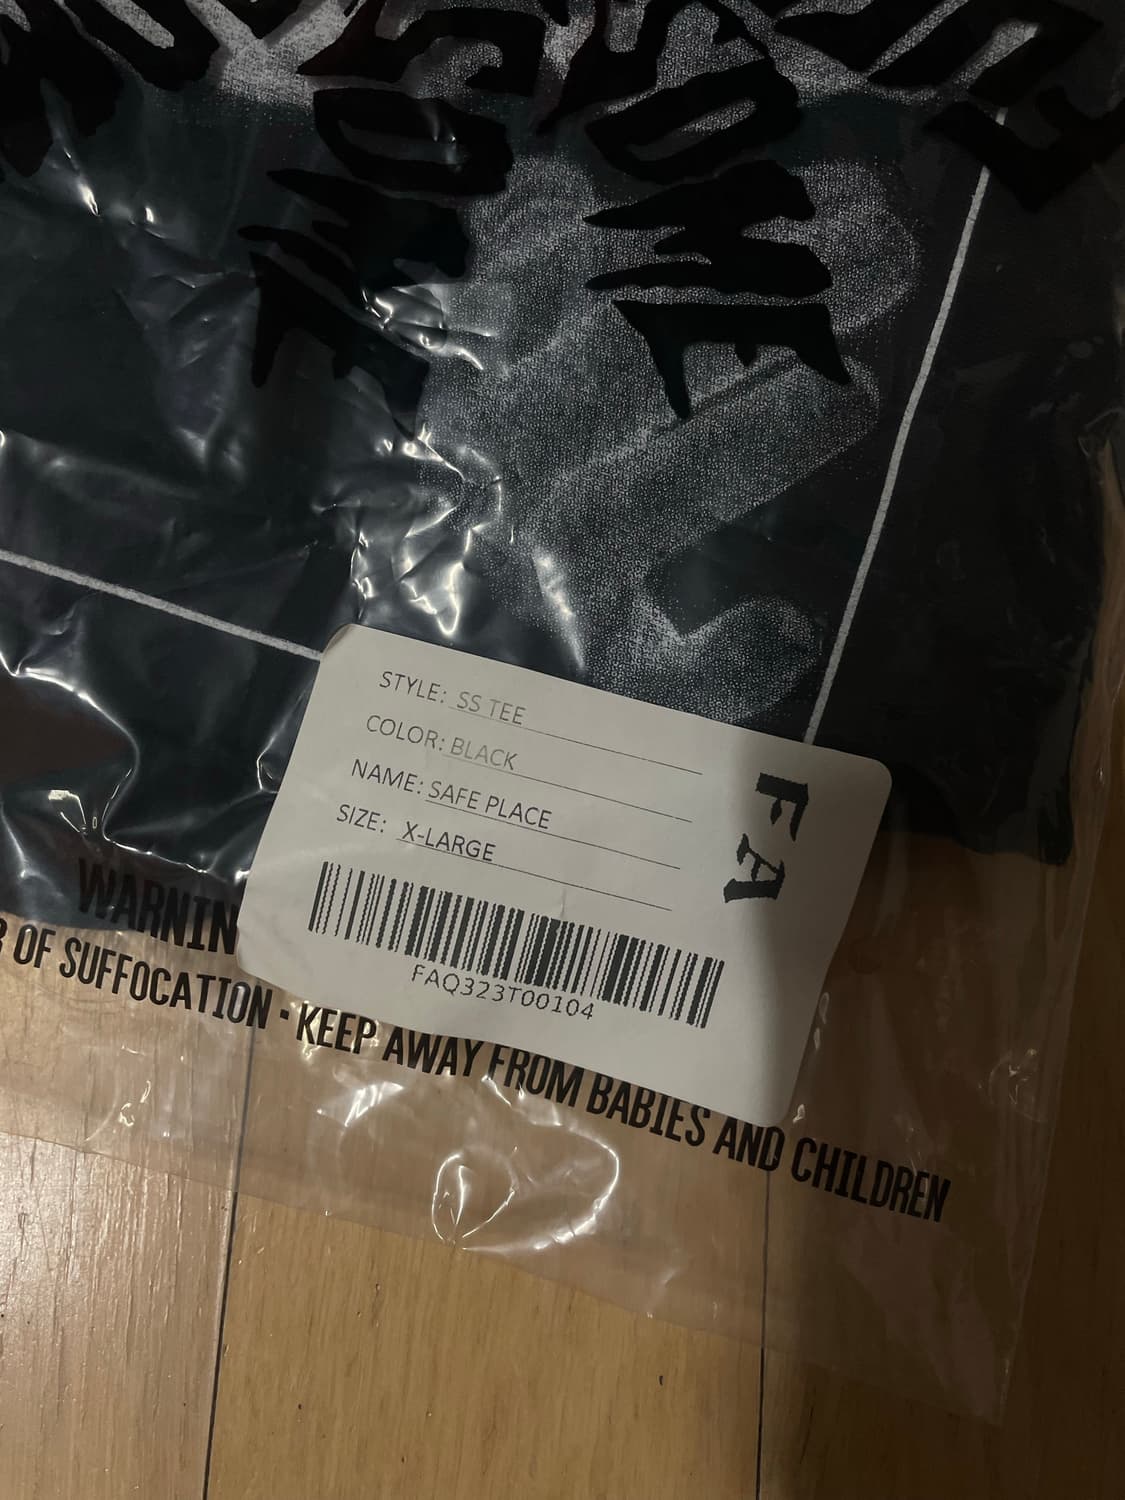 STYLE: SS TEE
COLOR: BLACK
NAME: SAFE PLACE
SIZE: X-LARGE
FA
FAQ323T00104
WARNIN
R OF SUFFOCATION · KEEP AWAY FROM BABIES AND CHILDREN